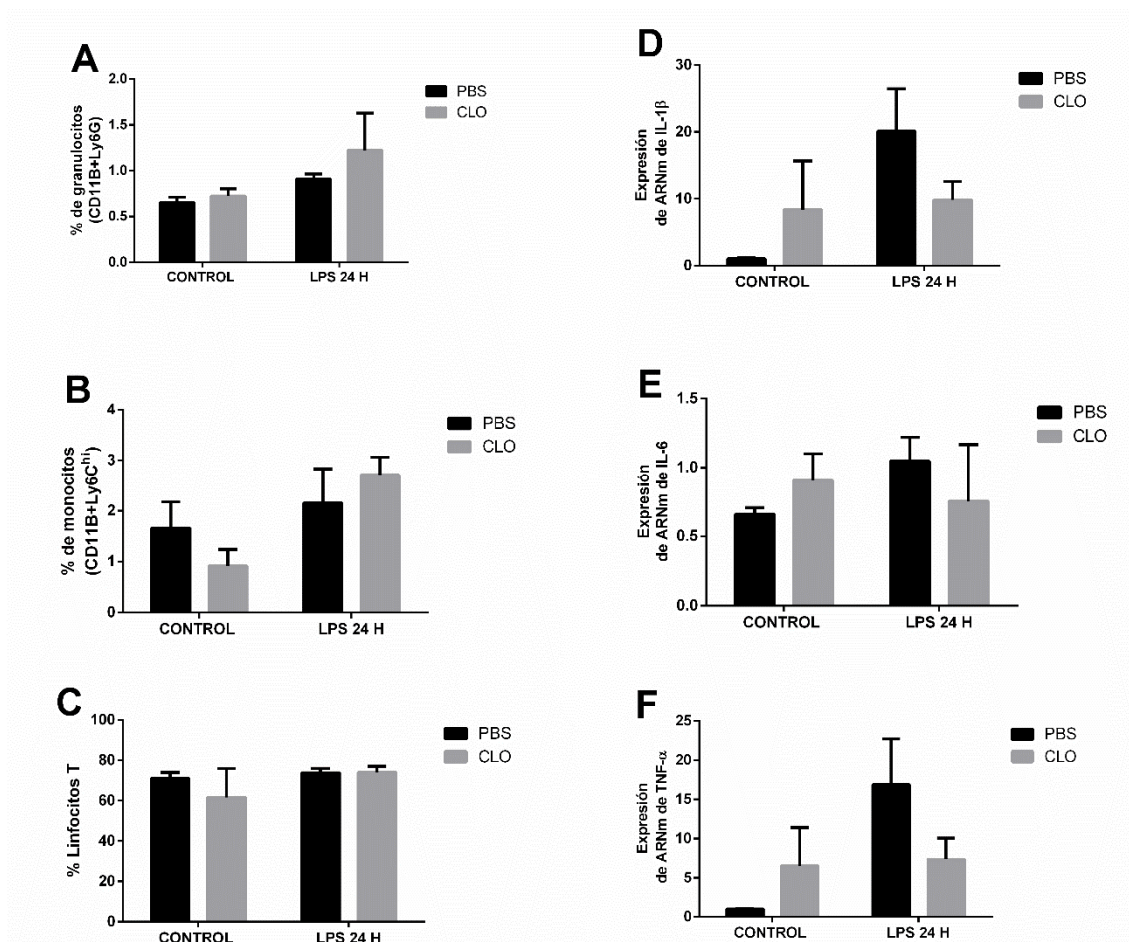 A
% de granulocitos
(CD11B+Ly6G)
2.0
1.5
1.0
0.5
0.0
CONTROL
LPS 24 H
PBS
CLO
B
% de monocitos
(CD11B+Ly6Chi)
4
3
2
1
0
CONTROL
LPS 24 H
PBS
CLO
C
% Linfocitos T
100
80
60
40
20
0
CONTROL
LPS 24 H
PBS
CLO
D
Expresión
de ARNm de IL-1β
30
20
10
0
CONTROL
LPS 24 H
PBS
CLO
E
Expresión
de ARNm de IL-6
1.5
1.0
0.5
0.0
CONTROL
LPS 24 H
PBS
CLO
F
Expresión
de ARNm de TNF-α
25
20
15
10
5
0
CONTROL
LPS 24 H
PBS
CLO